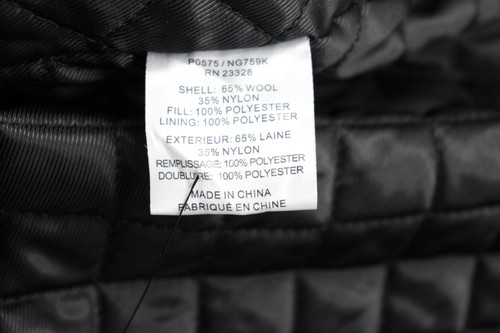 P0575 / NG759K
RN 23328
SHELL: 65% WOOL
35% NYLON
FILL: 100% POLYESTER
LINING: 100% POLYESTER
EXTERIEUR: 65% LAINE
35% NYLON
REMPLISSAGE: 100% POLYESTER
DOUBLURE: 100% POLYESTER
MADE IN CHINA
FABRIQUÉ EN CHINE